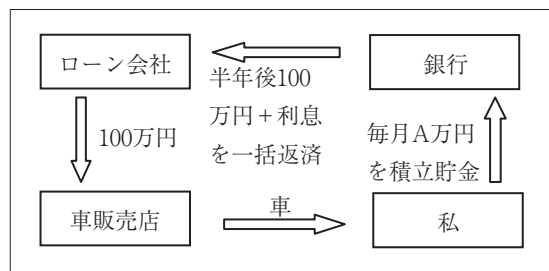 ローン会社
銀行
半年後100
万円+利息
を一括返済
100万円
毎月A万円
を積立貯金
車販売店
車
私